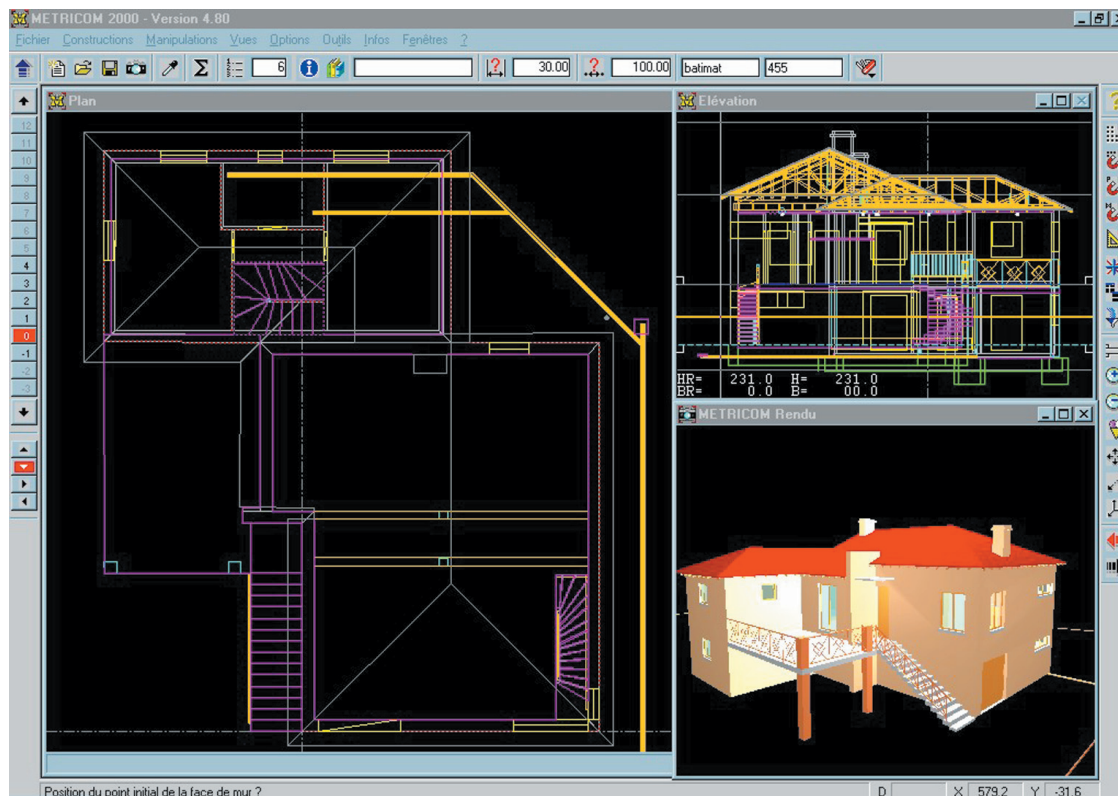 METRICOM 2000 - Version 4.80
Fichier Constructions Manipulations Vues Options Outils Infos Fenêtres ?
6 30.00 100.00 batimat 455
Plan
12
11
10
9
8
7
6
5
4
3
2
1
0
-1
-2
-3
Elévation
HR= 231.0 H= 231.0
BR= 0.0 B= 00.0
METRICOM Rendu
Position du point initial de la face de mur ? D X 579.2 Y -31.6